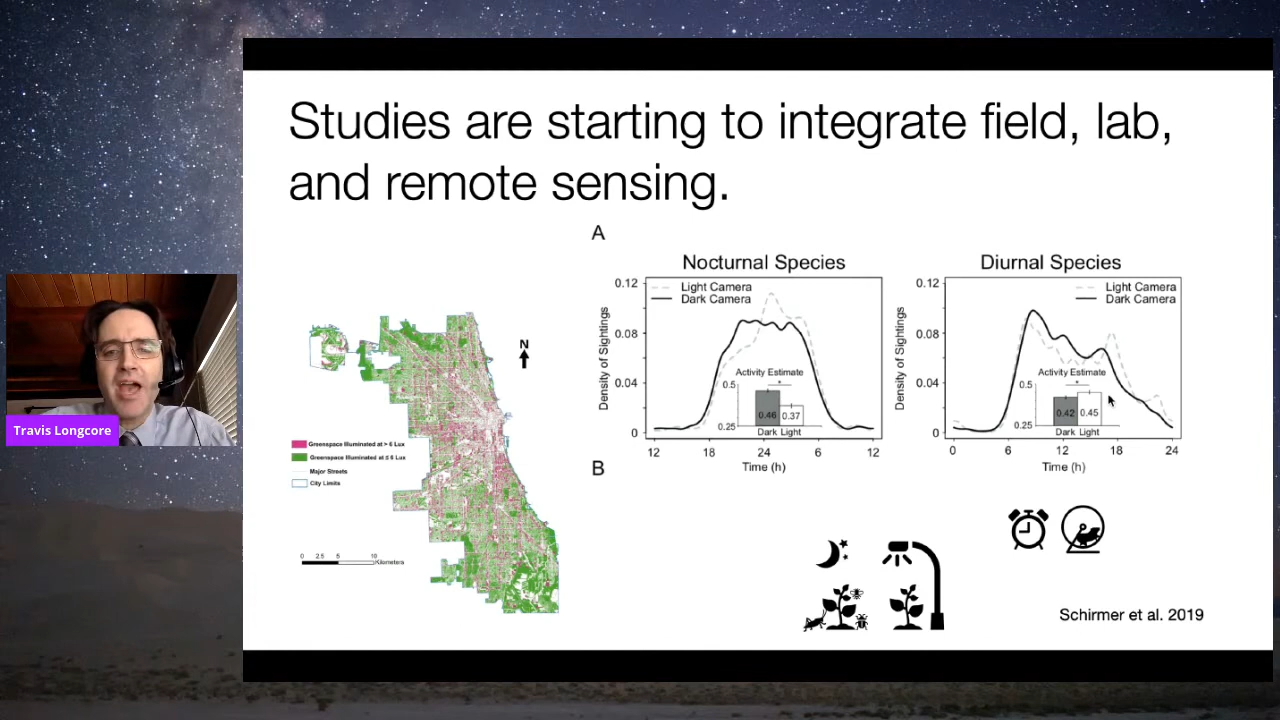 Studies are starting to integrate field, lab,
and remote sensing.
Travis Longcore
N
Greenspace Illuminated at > 6 Lux
Greenspace Illuminated at ≤ 6 Lux
Major Streets
City Limits
0 2.5 5 10
Kilometers
A
Nocturnal Species
Light Camera
Dark Camera
Density of Sightings
0.12
0.08
0.04
0
Activity Estimate
0.5
*
0.46 0.37
0.25
Dark Light
12 18 24 6 12
Time (h)
Diurnal Species
Light Camera
Dark Camera
Density of Sightings
0.12
0.08
0.04
0
Activity Estimate
0.5
*
0.42 0.45
0.25
Dark Light
0 6 12 18 24
Time (h)
B
Schirmer et al. 2019